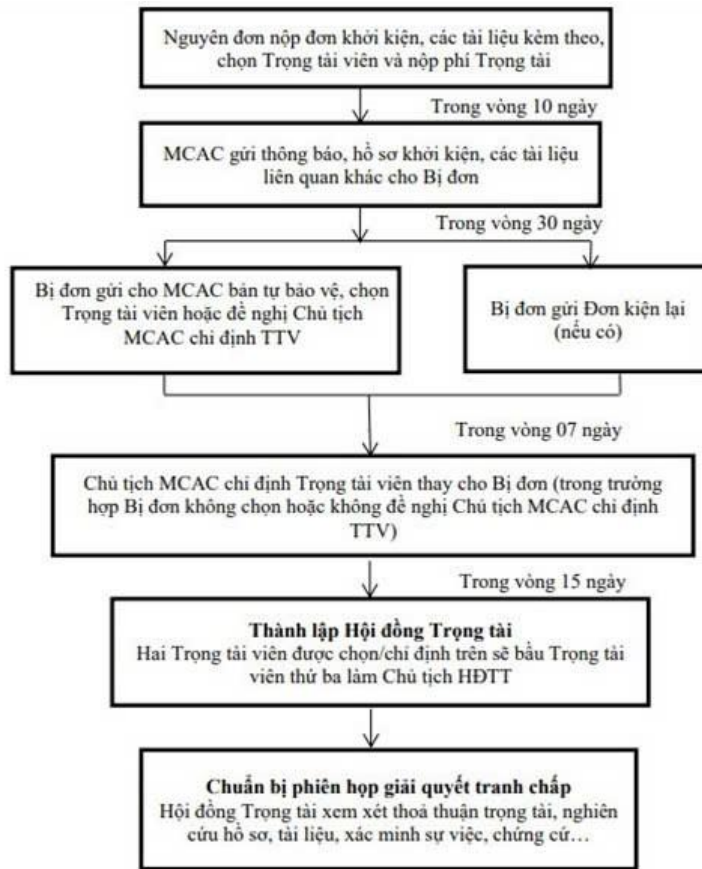 Nguyên đơn nộp đơn khởi kiện, các tài liệu kèm theo,
chọn Trọng tài viên và nộp phí Trọng tài
Trong vòng 10 ngày
MCAC gửi thông báo, hồ sơ khởi kiện, các tài liệu
liên quan khác cho Bị đơn
Trong vòng 30 ngày
Bị đơn gửi cho MCAC bản tự bảo vệ, chọn
Trọng tài viên hoặc đề nghị Chủ tịch
MCAC chỉ định TTV
Bị đơn gửi Đơn kiện lại
(nếu có)
Trong vòng 07 ngày
Chủ tịch MCAC chỉ định Trọng tài viên thay cho Bị đơn (trong trường
hợp Bị đơn không chọn hoặc không đề nghị Chủ tịch MCAC chỉ định
TTV)
Trong vòng 15 ngày
Thành lập Hội đồng Trọng tài
Hai Trọng tài viên được chọn/chỉ định trên sẽ bầu Trọng tài
viên thứ ba làm Chủ tịch HĐTT
Chuẩn bị phiên họp giải quyết tranh chấp
Hội đồng Trọng tài xem xét thoả thuận trọng tài, nghiên
cứu hồ sơ, tài liệu, xác minh sự việc, chứng cứ…